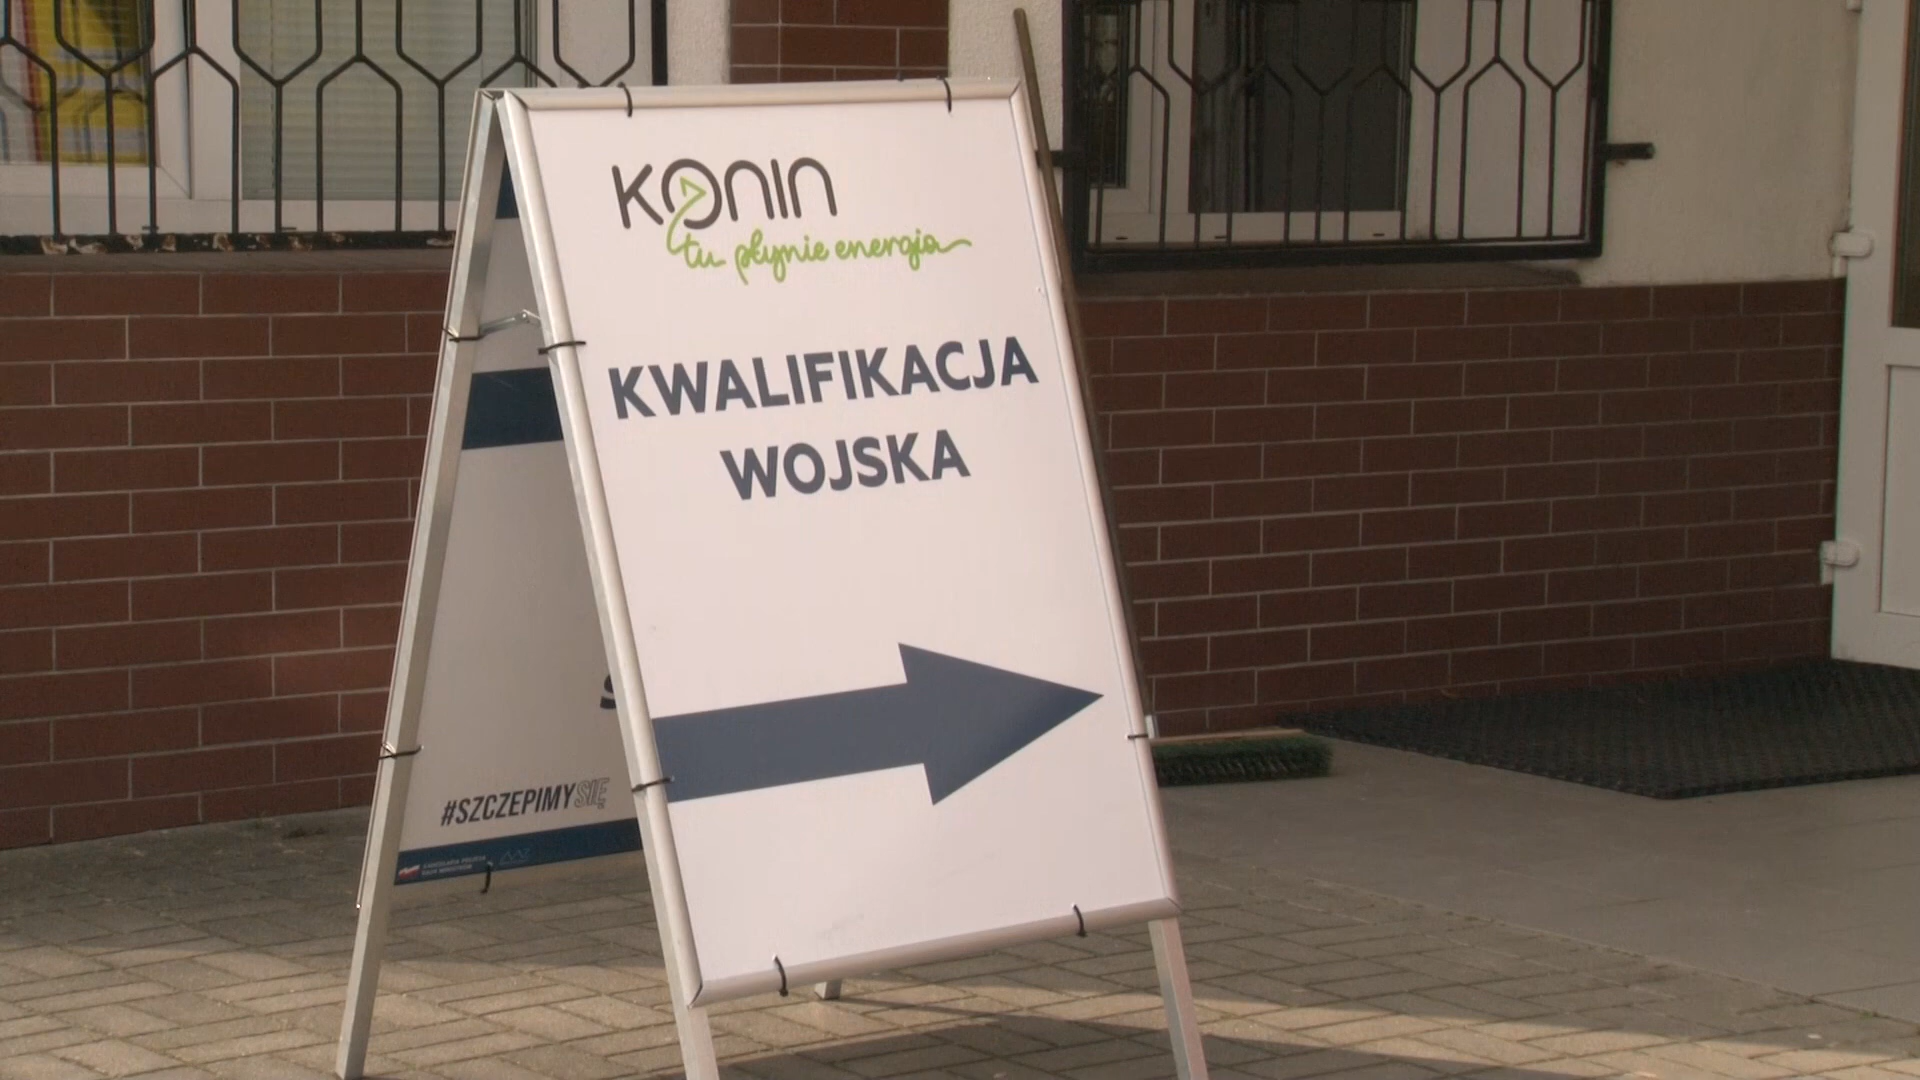 KONIN
tu płynie energia
KWALIFIKACJA
WOJSKA
#SZCZEPIMYSIĘ